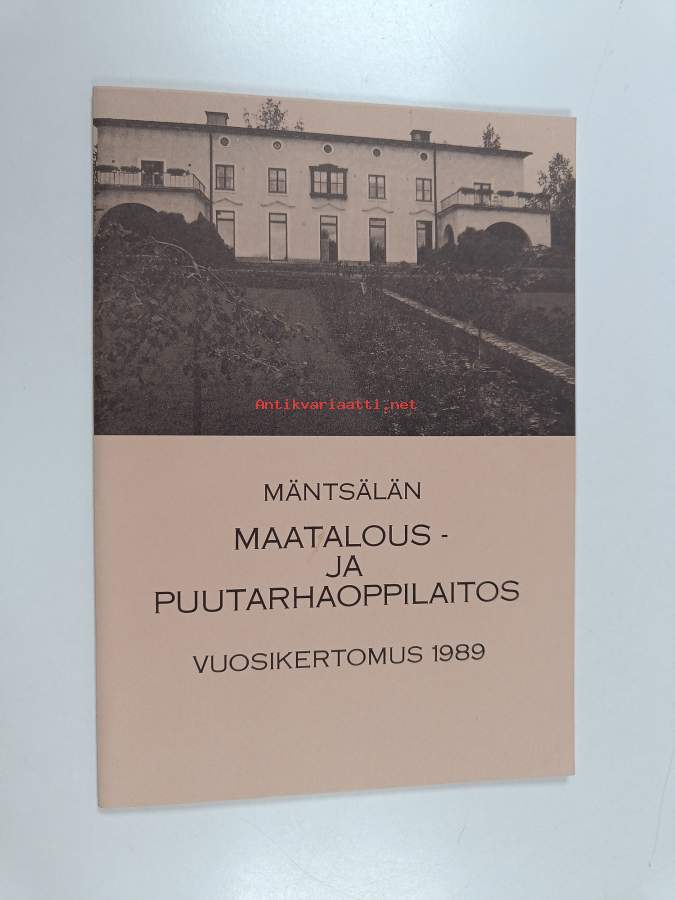 Antikvariaatti.net
MÄNTSÄLÄN
MAATALOUS -
JA
PUUTARHAOPPILAITOS
VUOSIKERTOMUS 1989